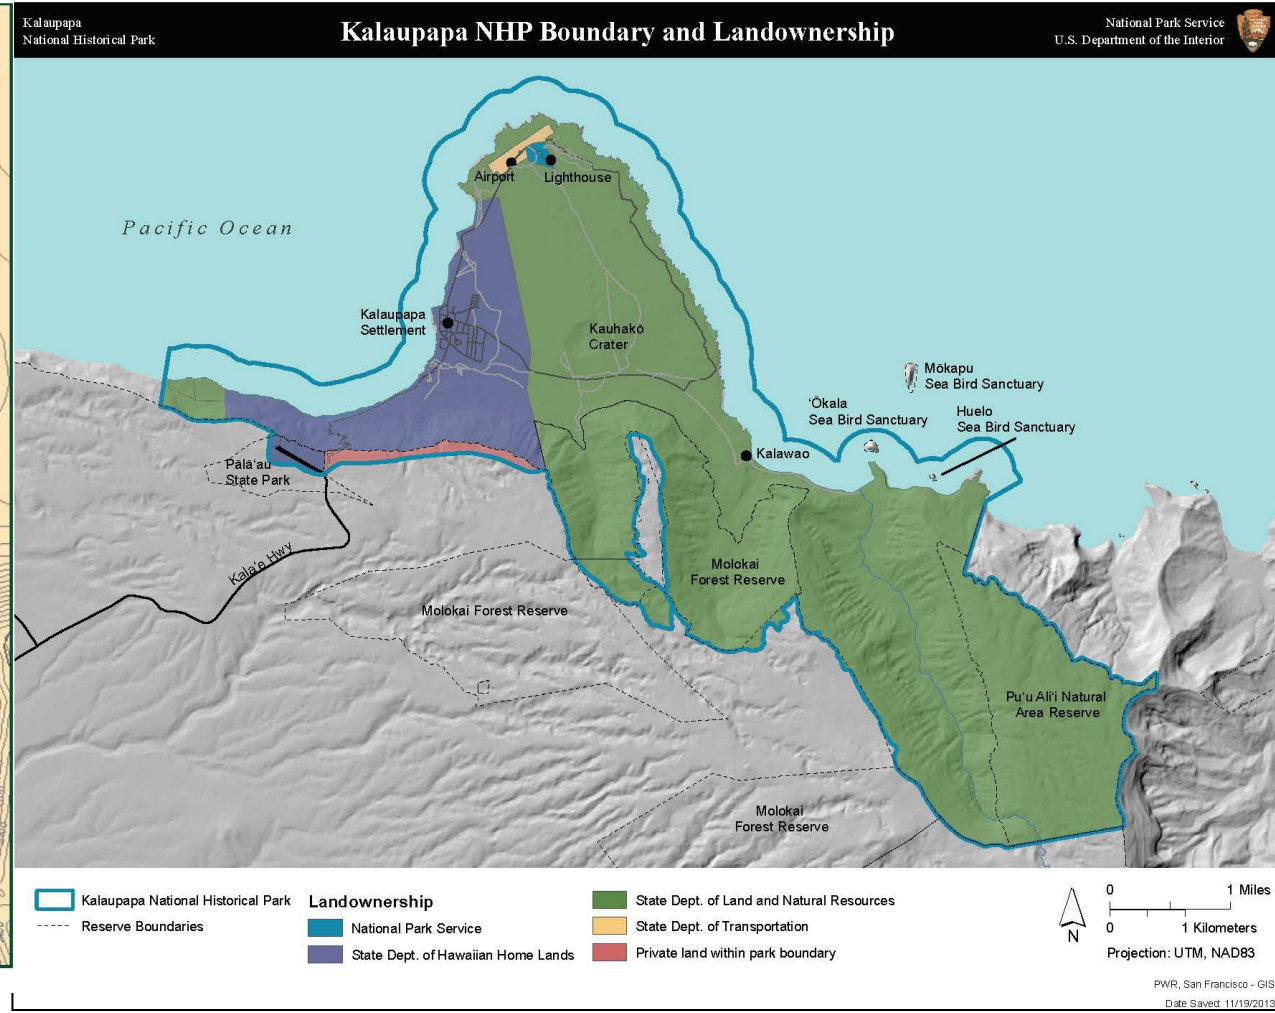 Kalaupapa
National Historical Park
Kalaupapa NHP Boundary and Landownership
National Park Service
U.S. Department of the Interior
Pacific Ocean
Airport
Lighthouse
Kalaupapa
Settlement
Kauhakō
Crater
Mōkapu
Sea Bird Sanctuary
ʻŌkala
Sea Bird Sanctuary
Huelo
Sea Bird Sanctuary
Kalawao
Pālāʻau
State Park
Kalaʻe Hwy
Molokai
Forest Reserve
Molokai Forest Reserve
Puʻu Aliʻi Natural
Area Reserve
Molokai
Forest Reserve
Kalaupapa National Historical Park
Reserve Boundaries
Landownership
National Park Service
State Dept. of Hawaiian Home Lands
State Dept. of Land and Natural Resources
State Dept. of Transportation
Private land within park boundary
N
0 1 Miles
0 1 Kilometers
Projection: UTM, NAD83
PWR, San Francisco - GIS
Date Saved: 11/19/2013